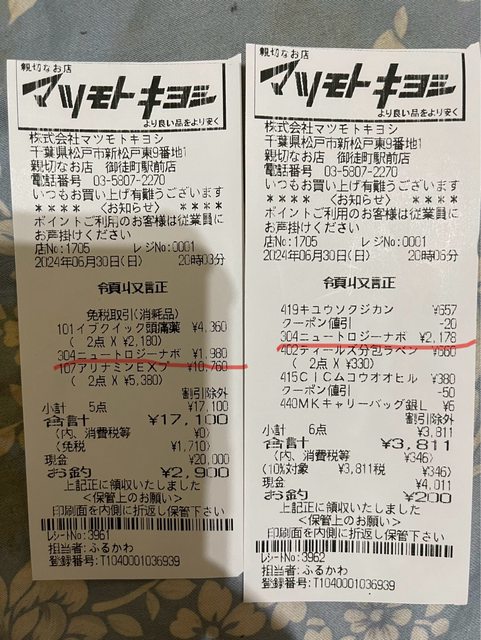 親切なお店
マツモトキヨシ
より良い品をより安く
株式会社マツモトキヨシ
千葉県松戸市新松戸東9番地1
親切なお店 御徒町駅前店
電話番号 03-5807-2270
いつもお買い上げ有難うございます
**** <お知らせ> ****
ポイントご利用のお客様は従業員に
お声掛けください
店No:1705 レジNo:0001
2024年06月30日(日) 20時03分
領収証
免税取引(消耗品)
101イブクイック頭痛薬 ¥4,360
( 2点 X ¥2,180)
304ニュートロジーナボ ¥1,980
107アリナミンEXプ ¥10,760
( 2点 X ¥5,380)
割引除外
小計 5点 ¥17,100
合計 ¥17,100
(内、消費税等 ¥0)
(免税 ¥1,710)
現金 ¥20,000
お釣 ¥2,900
上記正に領収いたしました
<保管上のお願い>
印刷面を内側に折返し保管下さい
レシートNo:3961
担当者:ふるかわ
登録番号:T1040001036939
親切なお店
マツモトキヨシ
より良い品をより安く
株式会社マツモトキヨシ
千葉県松戸市新松戸東9番地1
親切なお店 御徒町駅前店
電話番号 03-5807-2270
いつもお買い上げ有難うございます
**** <お知らせ> ****
ポイントご利用のお客様は従業員に
お声掛けください
店No:1705 レジNo:0001
2024年06月30日(日) 20時06分
領収証
419キユウソクジカン ¥657
クーポン値引 -20
304ニュートロジーナボ ¥2,178
402ティールズ分包ラベン ¥660
( 2点 X ¥330)
415CICムコウオオヒル ¥380
クーポン値引 -50
440MKキャリーバッグ銀L ¥6
割引除外
小計 6点 ¥3,811
合計 ¥3,811
(内、消費税等 ¥346)
(10%対象 ¥3,811税 ¥346)
現金 ¥4,011
お釣 ¥200
上記正に領収いたしました
<保管上のお願い>
印刷面を内側に折返し保管下さい
レシートNo:3962
担当者:ふるかわ
登録番号:T1040001036939